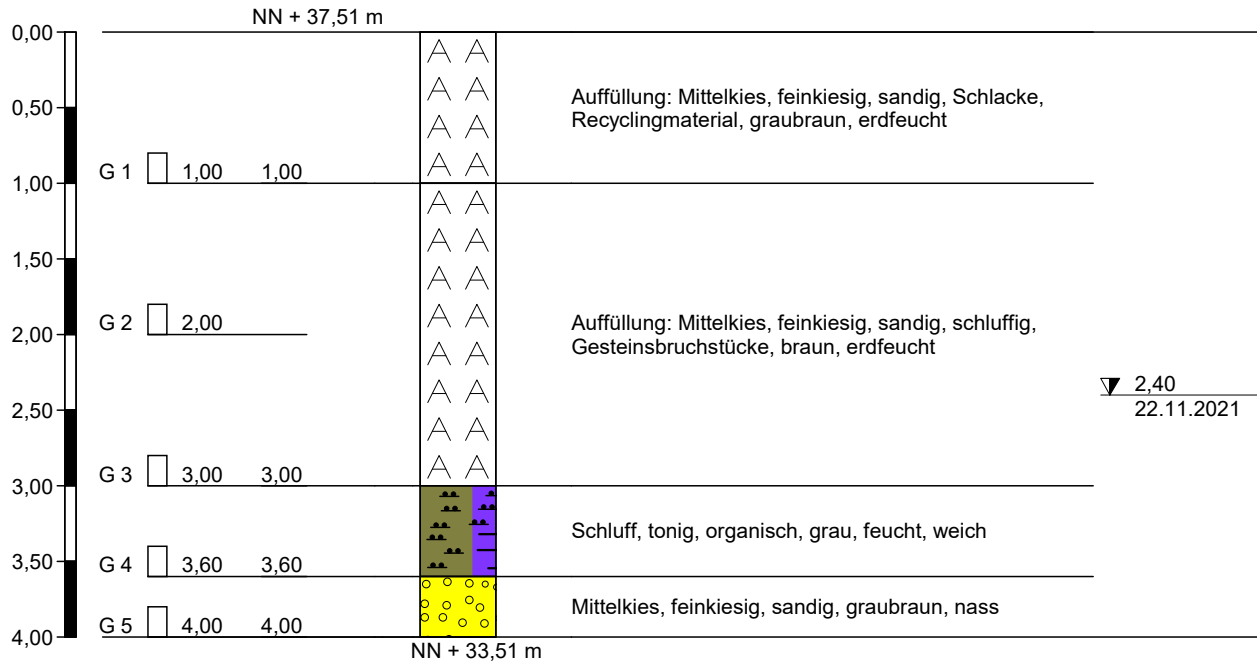 NN + 37,51 m
0,00
Auffüllung: Mittelkies, feinkiesig, sandig, Schlacke,
Recyclingmaterial, graubraun, erdfeucht
0,50
G 1 1,00 1,00
1,00
1,50
G 2 2,00
2,00
Auffüllung: Mittelkies, feinkiesig, sandig, schluffig,
Gesteinsbruchstücke, braun, erdfeucht
2,40
22.11.2021
2,50
G 3 3,00 3,00
3,00
Schluff, tonig, organisch, grau, feucht, weich
3,50
G 4 3,60 3,60
Mittelkies, feinkiesig, sandig, graubraun, nass
G 5 4,00 4,00
4,00
NN + 33,51 m